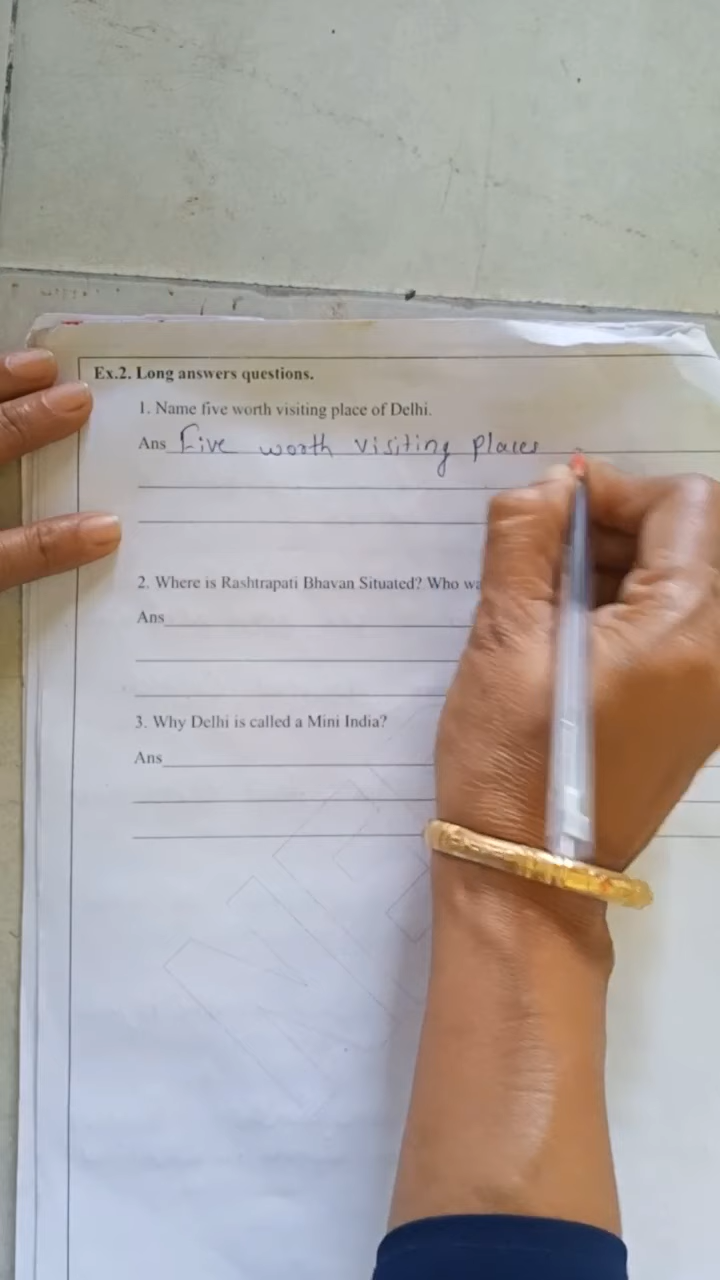 Ex.2. Long answers questions.
1. Name five worth visiting place of Delhi.
Ans Five worth visiting places
2. Where is Rashtrapati Bhavan Situated? Who
Ans
3. Why Delhi is called a Mini India?
Ans